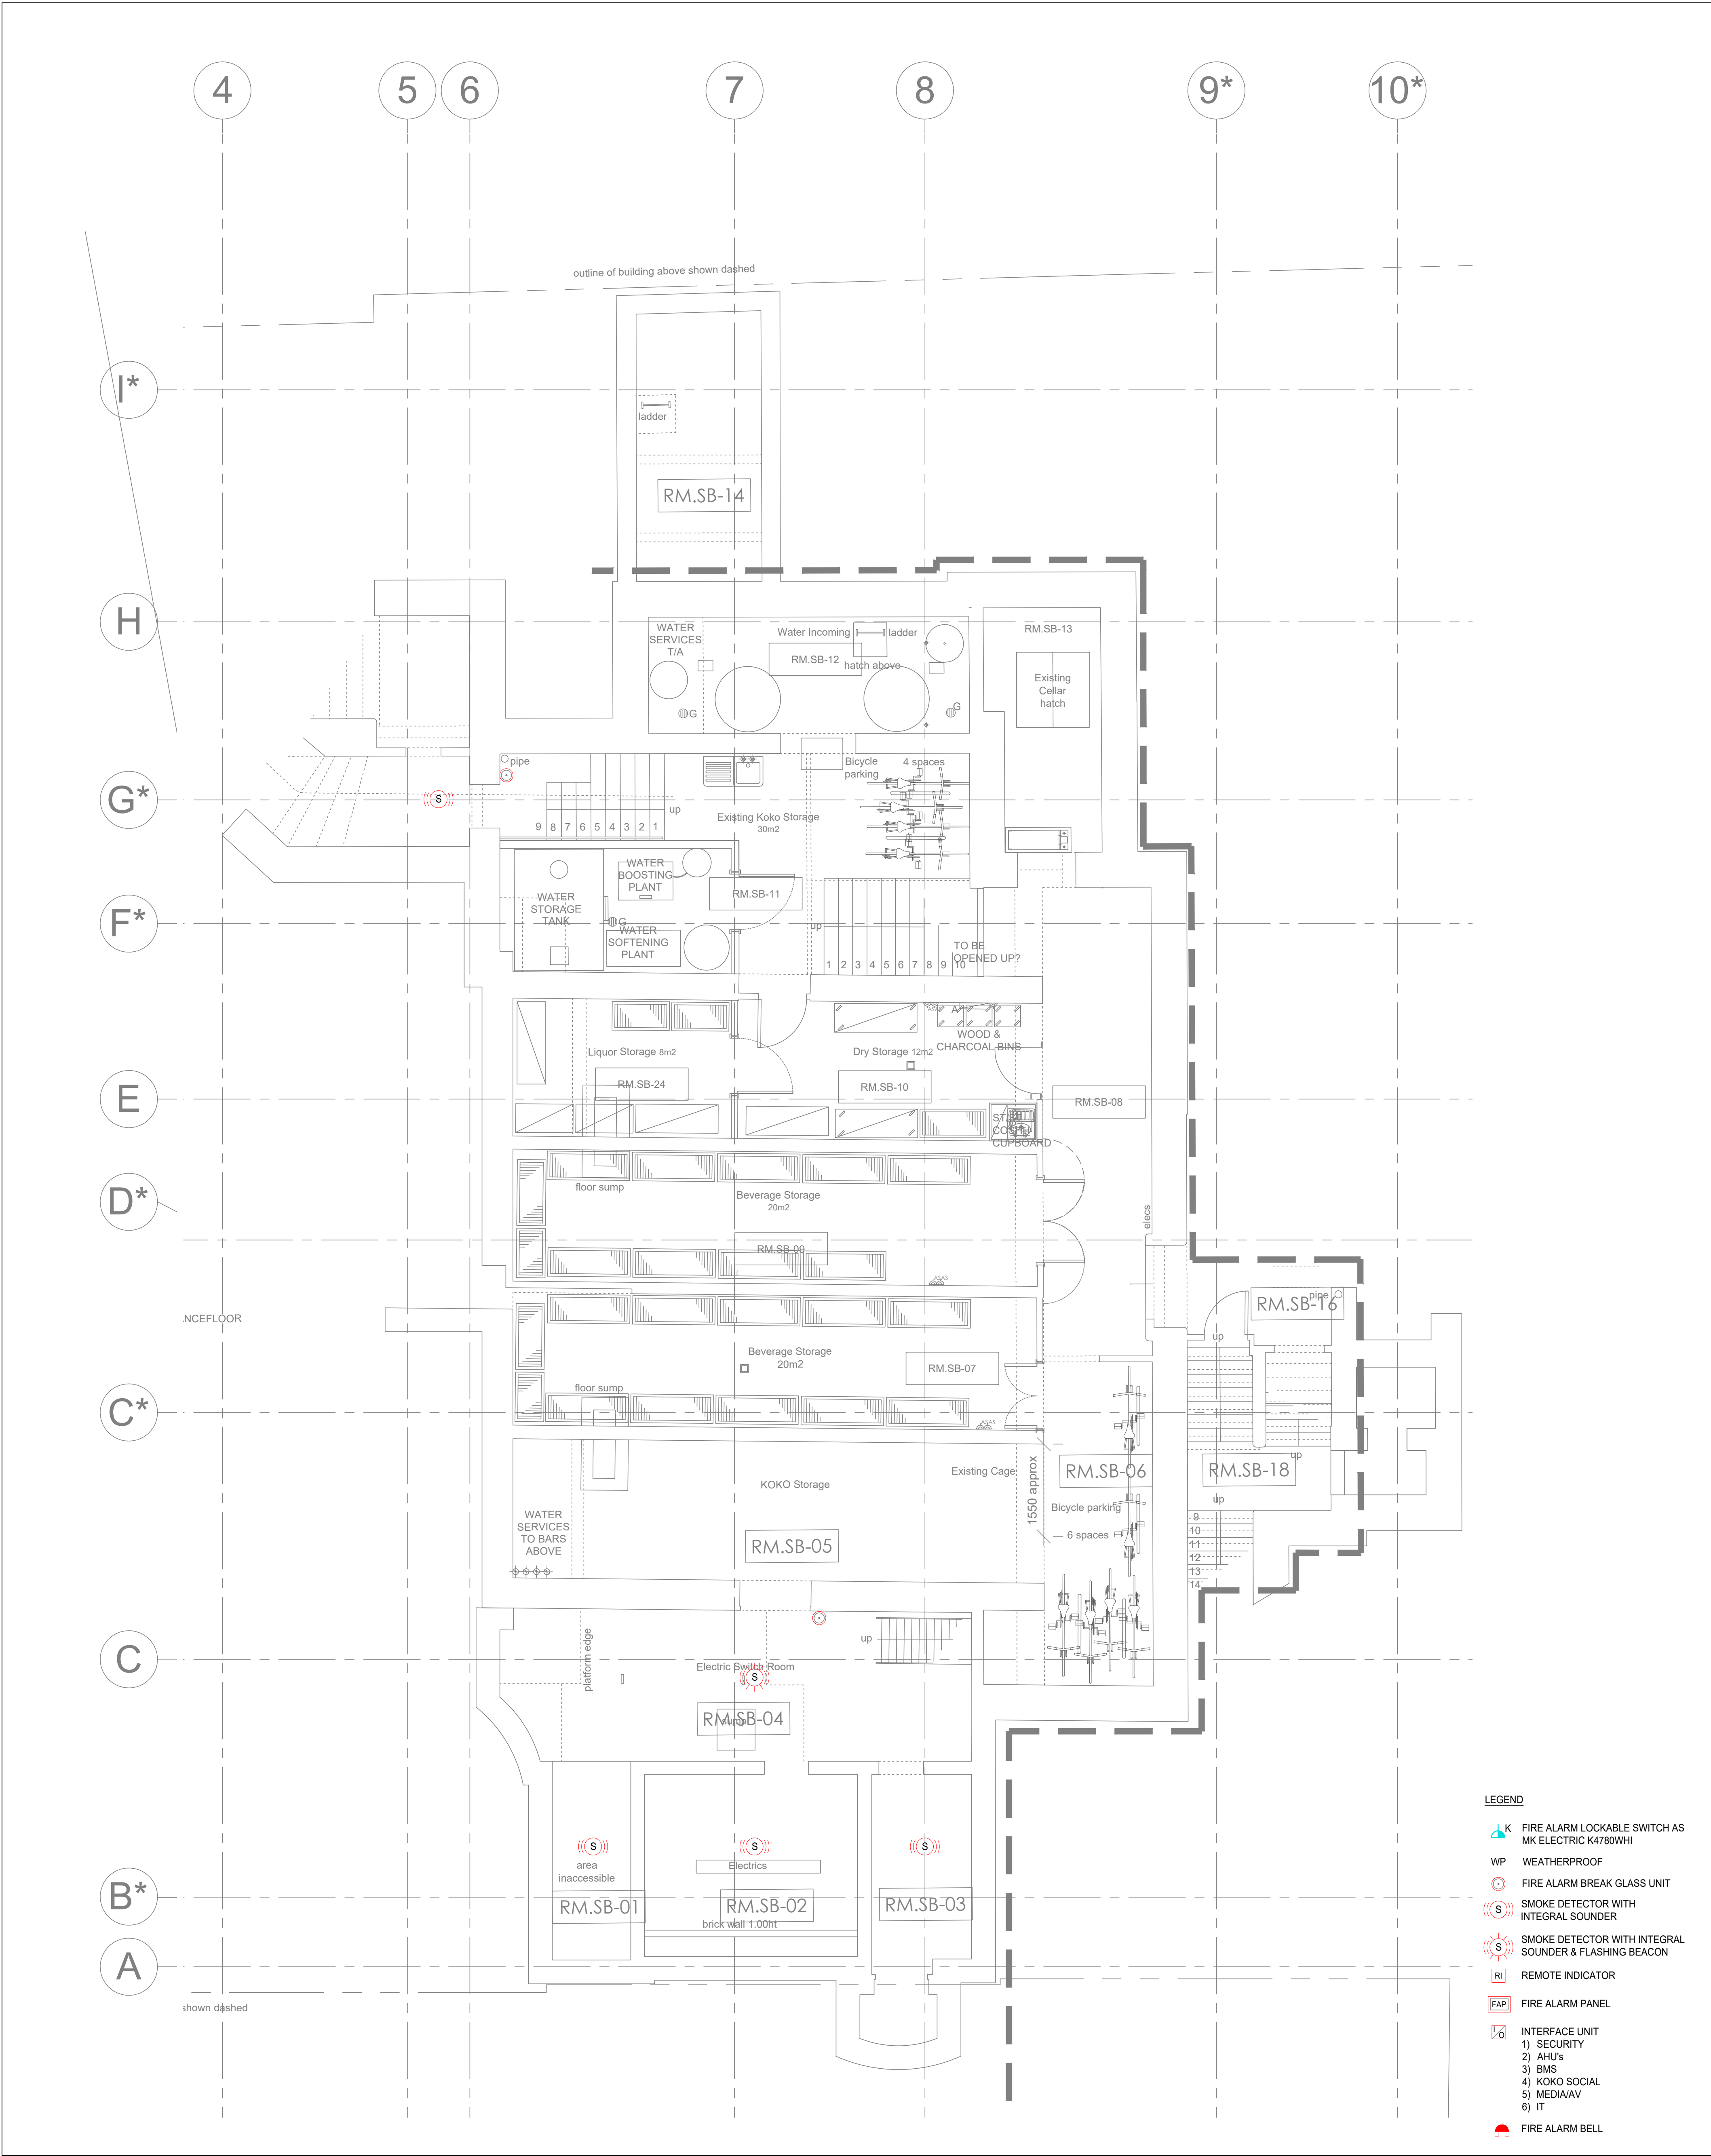 4 5 6 7 8 9* 10*
outline of building above shown dashed
I*
ladder
RM.SB-14
H
WATER
SERVICES
T/A
Water Incoming
ladder
RM.SB-12
hatch above
G
G
RM.SB-13
Existing
Cellar
hatch
pipe
Bicycle
parking
4 spaces
G*
S
up
9 8 7 6 5 4 3 2 1
Existing Koko Storage
30m2
WATER
BOOSTING
PLANT
WATER
STORAGE
TANK
RM.SB-11
F*
G
WATER
SOFTENING
PLANT
up
TO BE
OPENED UP?
1 2 3 4 5 6 7 8 9 10
A
WOOD &
CHARCOAL BINS
Liquor Storage 8m2
Dry Storage 12m2
RM.SB-24
RM.SB-10
E
RM.SB-08
COSHH
CUPBOARD
floor sump
D*
Beverage Storage
20m2
elecs
RM.SB-09
ASAS
RM.SB-16
pipe
.NCEFLOOR
up
Beverage Storage
20m2
RM.SB-07
floor sump
C*
ASAS
up
Existing Cage
RM.SB-06
RM.SB-18
KOKO Storage
1550 approx
up
WATER
SERVICES
TO BARS
ABOVE
Bicycle parking
6 spaces
RM.SB-05
9
10
11
12
13
14
platform edge
up
C
Electric Switch Room
S
RM.SB-04
sump
S
S
S
area
inaccessible
Electrics
B*
RM.SB-01
RM.SB-02
RM.SB-03
brick wall 1.00ht
A
shown dashed
LEGEND
K FIRE ALARM LOCKABLE SWITCH AS
MK ELECTRIC K4780WHI
WP WEATHERPROOF
FIRE ALARM BREAK GLASS UNIT
S SMOKE DETECTOR WITH
INTEGRAL SOUNDER
S SMOKE DETECTOR WITH INTEGRAL
SOUNDER & FLASHING BEACON
RI REMOTE INDICATOR
FAP FIRE ALARM PANEL
I/O INTERFACE UNIT
1) SECURITY
2) AHU's
3) BMS
4) KOKO SOCIAL
5) MEDIA/AV
6) IT
FIRE ALARM BELL